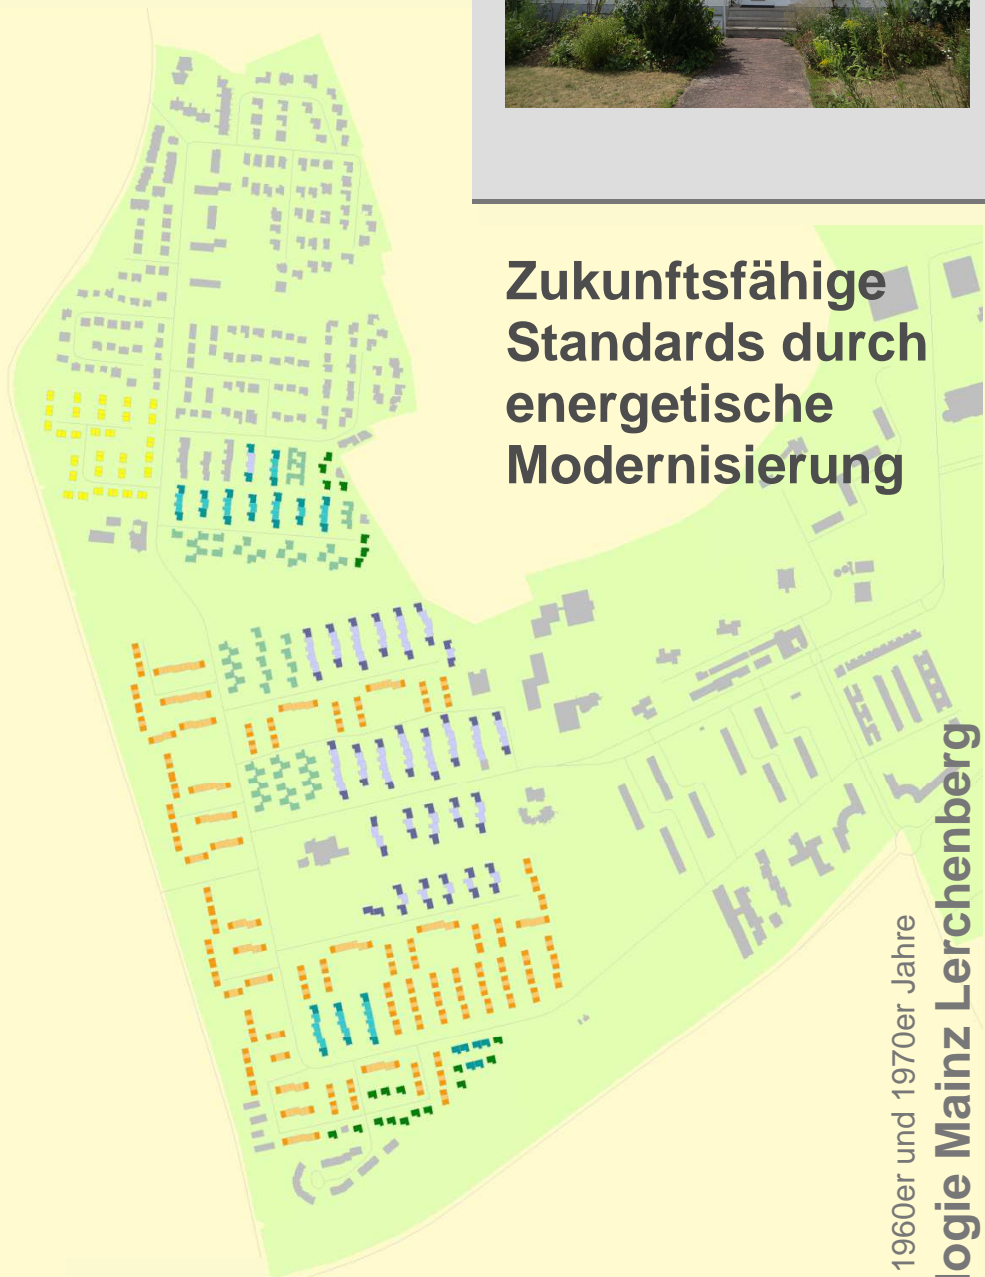 Zukunftsfähige
Standards durch
energetische
Modernisierung
1960er und 1970er Jahre
Mainz Lerchenberg